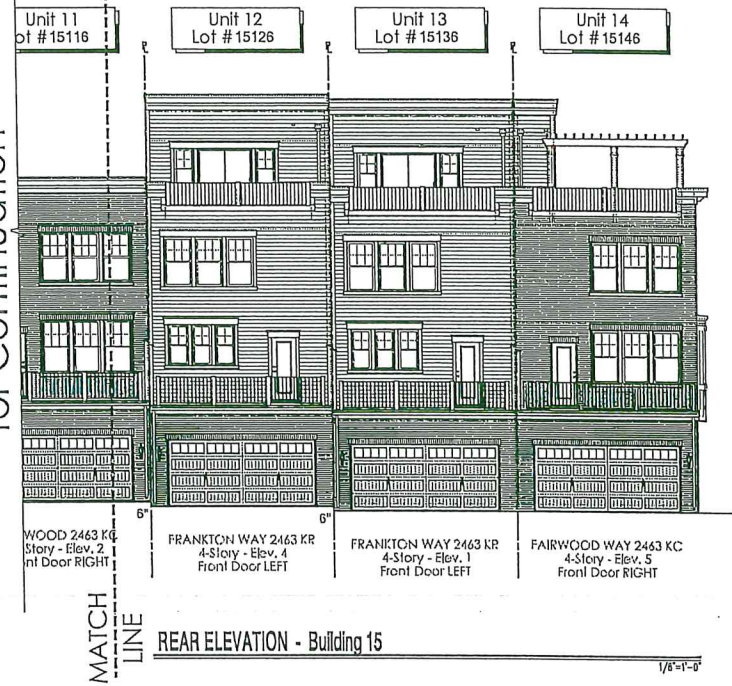 Unit 11
ot # 15116
Unit 12
Lot # 15126
Unit 13
Lot # 15136
Unit 14
Lot # 15146
for Continuation
6"
6"
WOOD 2463 KC
Story - Elev. 2
nt Door RIGHT
FRANKTON WAY 2463 KR
4-Story - Elev. 4
Front Door LEFT
FRANKTON WAY 2463 KR
4-Story - Elev. 1
Front Door LEFT
FAIRWOOD WAY 2463 KC
4-Story - Elev. 5
Front Door RIGHT
MATCH
LINE
REAR ELEVATION - Building 15
1/8"=1'-0"